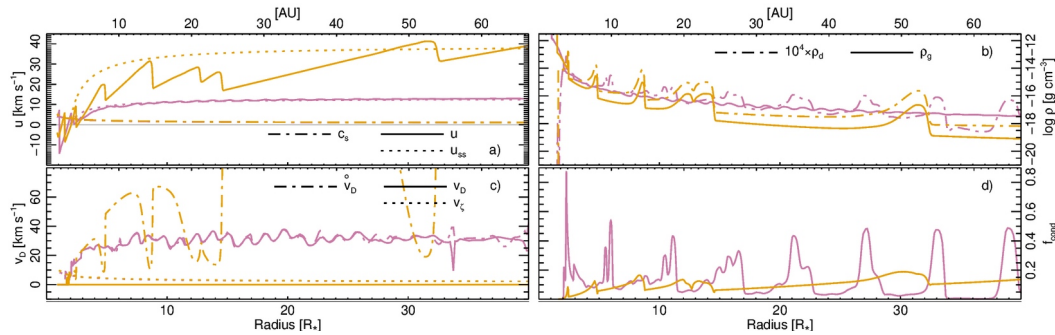 [AU] [AU]
10 20 30 40 50 60 10 20 30 40 50 60
40
30
20
10
0
−10
u [km s⁻¹]
c_s u
u_ss a)
10⁴×ρ_d ρ_g b)
−12
−14
−16
−18
−20
log ρ [g cm⁻³]
60
40
20
0
v_D [km s⁻¹]
v̊_D v_D c)
v_ζ
d)
0.8
0.6
0.4
0.2
f_cond
10 20 30 10 20 30
Radius [R⋆] Radius [R⋆]